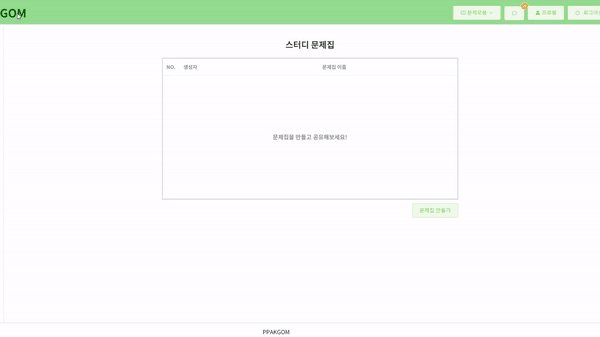 GOM
문제모음
프로필
로그아웃
스터디 문제집
NO. 생성자 문제집 이름
문제집을 만들고 공유해보세요!
문제집 만들기
PPAKGOM